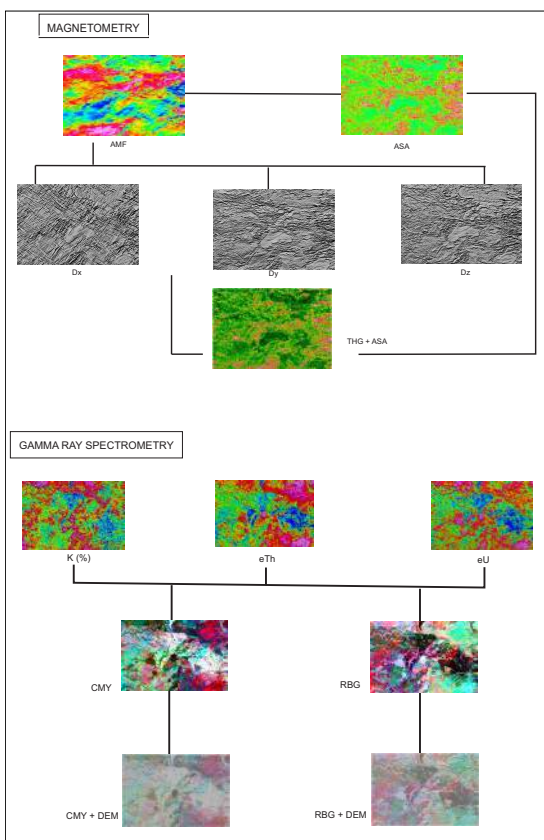 MAGNETOMETRY
AMF
ASA
Dx
Dy
Dz
THG + ASA
GAMMA RAY SPECTROMETRY
K (%)
eTh
eU
CMY
RBG
CMY + DEM
RBG + DEM